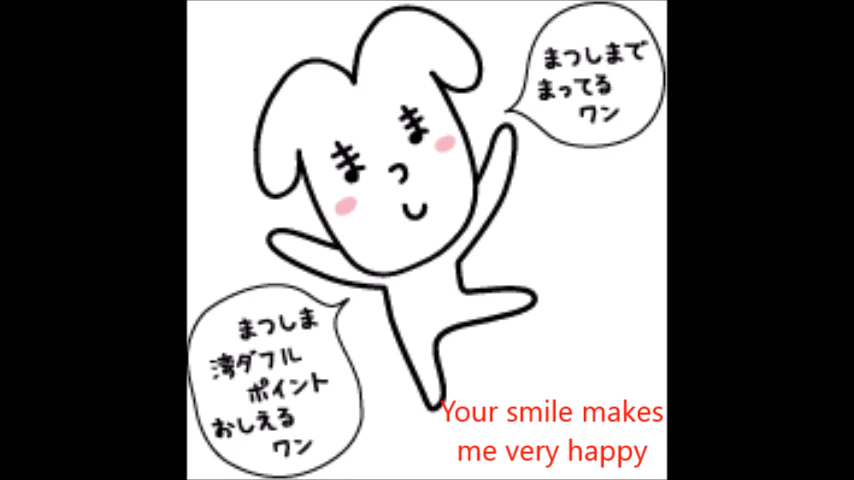 まつしまで
まってる
ワン
ま
ま
つ
し
まつしま
湾ダフル
ポイント
おしえる
ワン
Your smile makes
me very happy